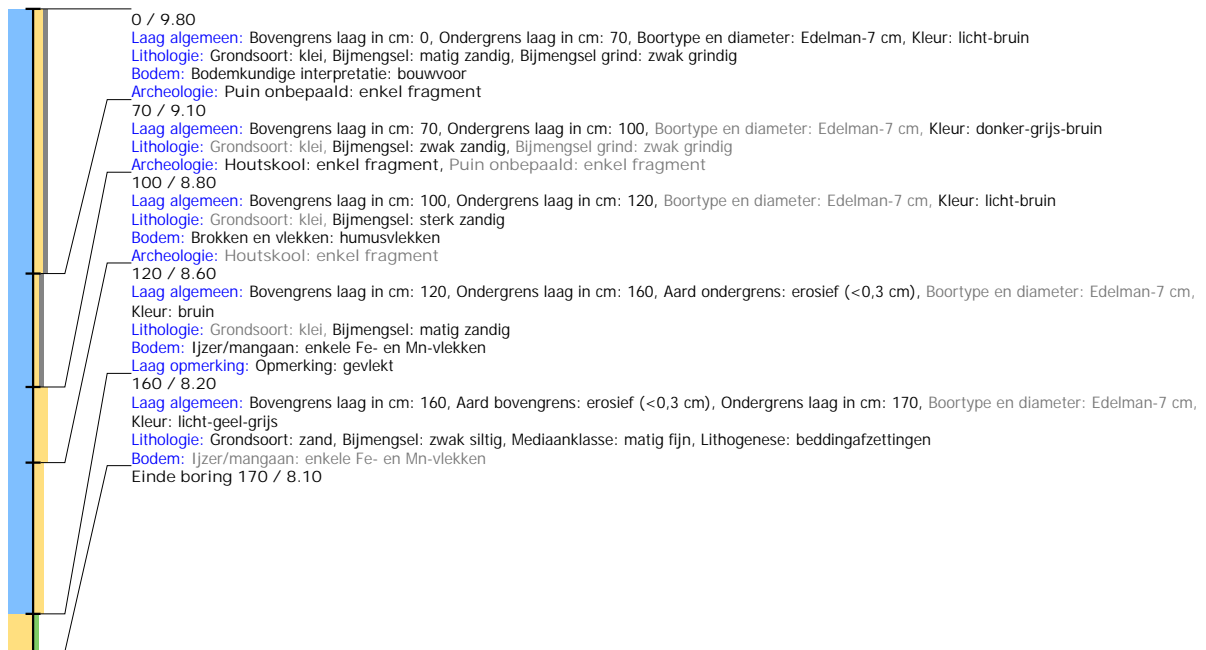 0 / 9.80
Laag algemeen: Bovengrens laag in cm: 0, Ondergrens laag in cm: 70, Boortype en diameter: Edelman-7 cm, Kleur: licht-bruin
Lithologie: Grondsoort: klei, Bijmengsel: matig zandig, Bijmengsel grind: zwak grindig
Bodem: Bodemkundige interpretatie: bouwvoor
Archeologie: Puin onbepaald: enkel fragment
70 / 9.10
Laag algemeen: Bovengrens laag in cm: 70, Ondergrens laag in cm: 100, Boortype en diameter: Edelman-7 cm, Kleur: donker-grijs-bruin
Lithologie: Grondsoort: klei, Bijmengsel: zwak zandig, Bijmengsel grind: zwak grindig
Archeologie: Houtskool: enkel fragment, Puin onbepaald: enkel fragment
100 / 8.80
Laag algemeen: Bovengrens laag in cm: 100, Ondergrens laag in cm: 120, Boortype en diameter: Edelman-7 cm, Kleur: licht-bruin
Lithologie: Grondsoort: klei, Bijmengsel: sterk zandig
Bodem: Brokken en vlekken: humusvlekken
Archeologie: Houtskool: enkel fragment
120 / 8.60
Laag algemeen: Bovengrens laag in cm: 120, Ondergrens laag in cm: 160, Aard ondergrens: erosief (<0,3 cm), Boortype en diameter: Edelman-7 cm,
Kleur: bruin
Lithologie: Grondsoort: klei, Bijmengsel: matig zandig
Bodem: Ijzer/mangaan: enkele Fe- en Mn-vlekken
Laag opmerking: Opmerking: gevlekt
160 / 8.20
Laag algemeen: Bovengrens laag in cm: 160, Aard bovengrens: erosief (<0,3 cm), Ondergrens laag in cm: 170, Boortype en diameter: Edelman-7 cm,
Kleur: licht-geel-grijs
Lithologie: Grondsoort: zand, Bijmengsel: zwak siltig, Mediaanklasse: matig fijn, Lithogenese: beddingafzettingen
Bodem: Ijzer/mangaan: enkele Fe- en Mn-vlekken
Einde boring 170 / 8.10